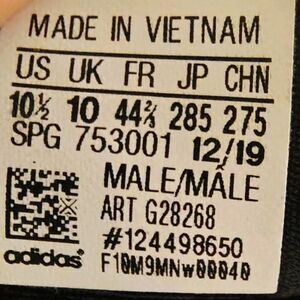 MADE IN VIETNAM
US UK FR JP CHN
10½ 10 44⅔ 285 275
SPG 753001 12/19
MALE/MÂLE
ART G28268
#124498650
adidas F10M9MNw00040